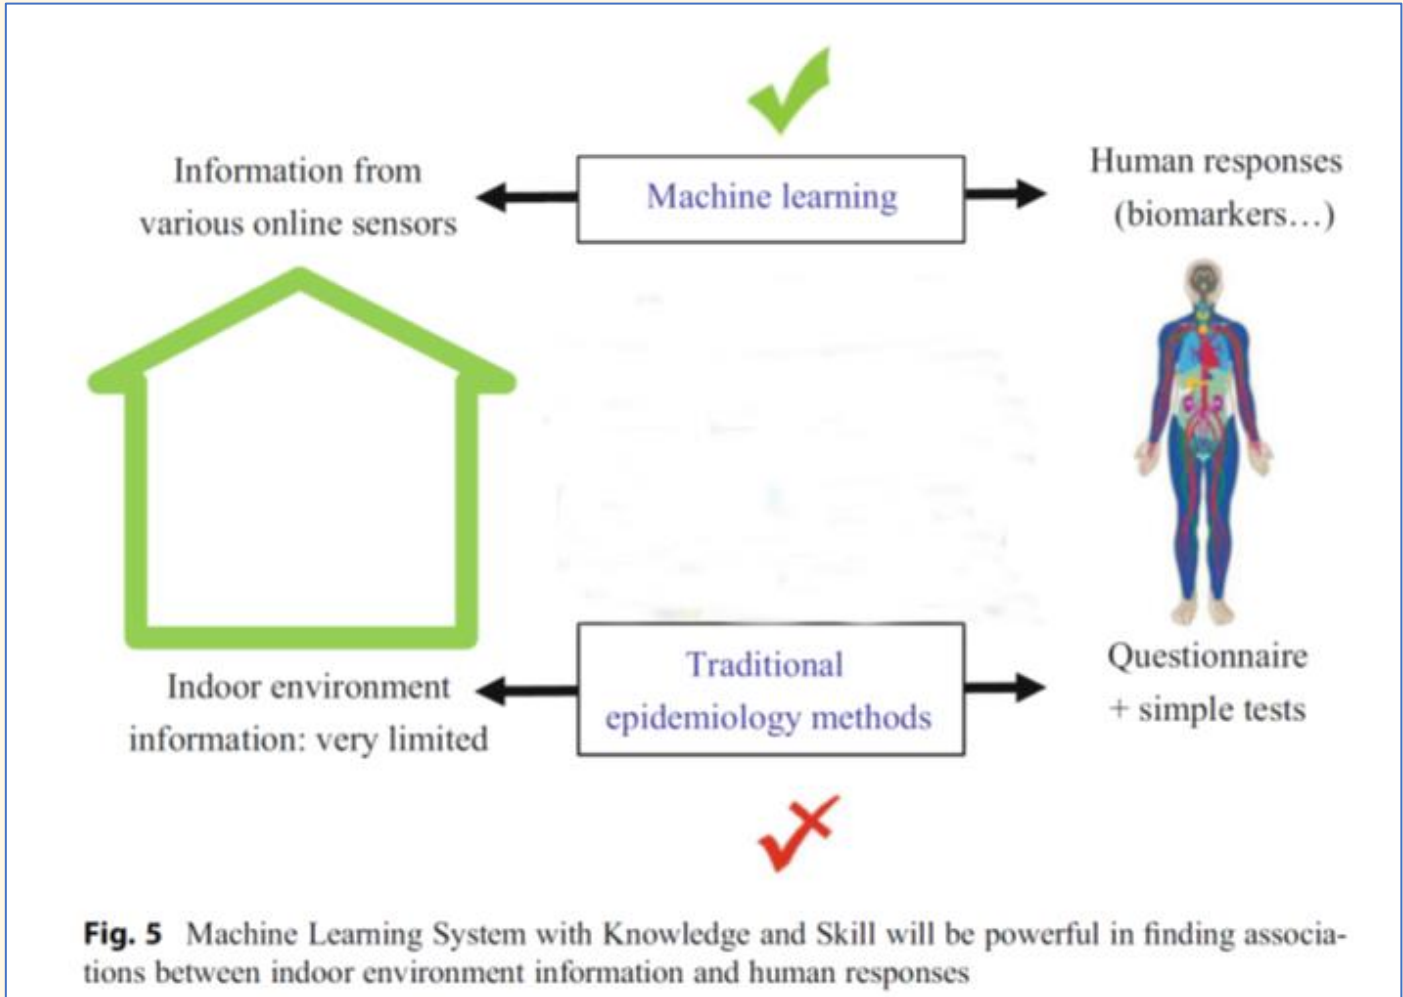 Information from
various online sensors
Machine learning
Human responses
(biomarkers…)
Indoor environment
information: very limited
Traditional
epidemiology methods
Questionnaire
+ simple tests
Fig. 5 Machine Learning System with Knowledge and Skill will be powerful in finding associa-
tions between indoor environment information and human responses